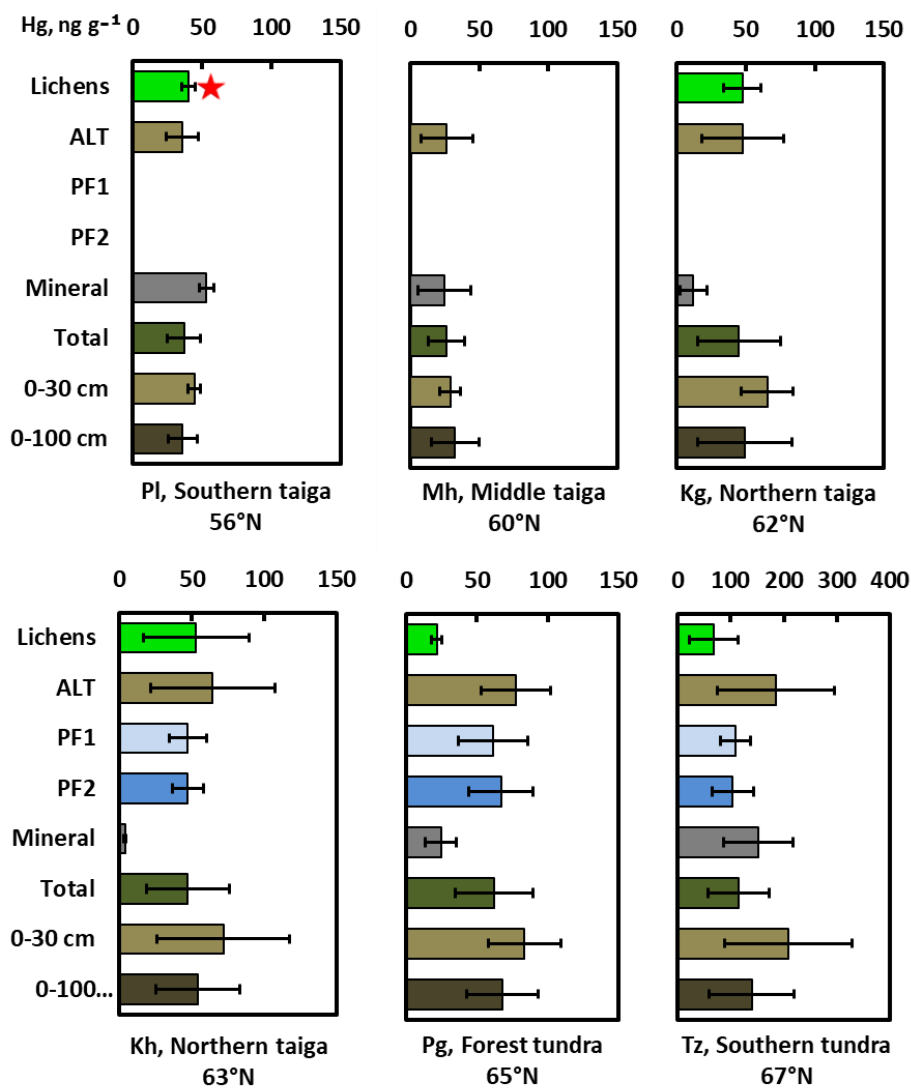 Hg, ng g⁻¹ 0 50 100 150 0 50 100 150 0 50 100 150
Lichens
ALT
PF1
PF2
Mineral
Total
0-30 cm
0-100 cm
Pl, Southern taiga Mh, Middle taiga Kg, Northern taiga
56°N 60°N 62°N
0 50 100 150 0 50 100 150 0 100 200 300 400
Lichens
ALT
PF1
PF2
Mineral
Total
0-30 cm
0-100...
Kh, Northern taiga Pg, Forest tundra Tz, Southern tundra
63°N 65°N 67°N